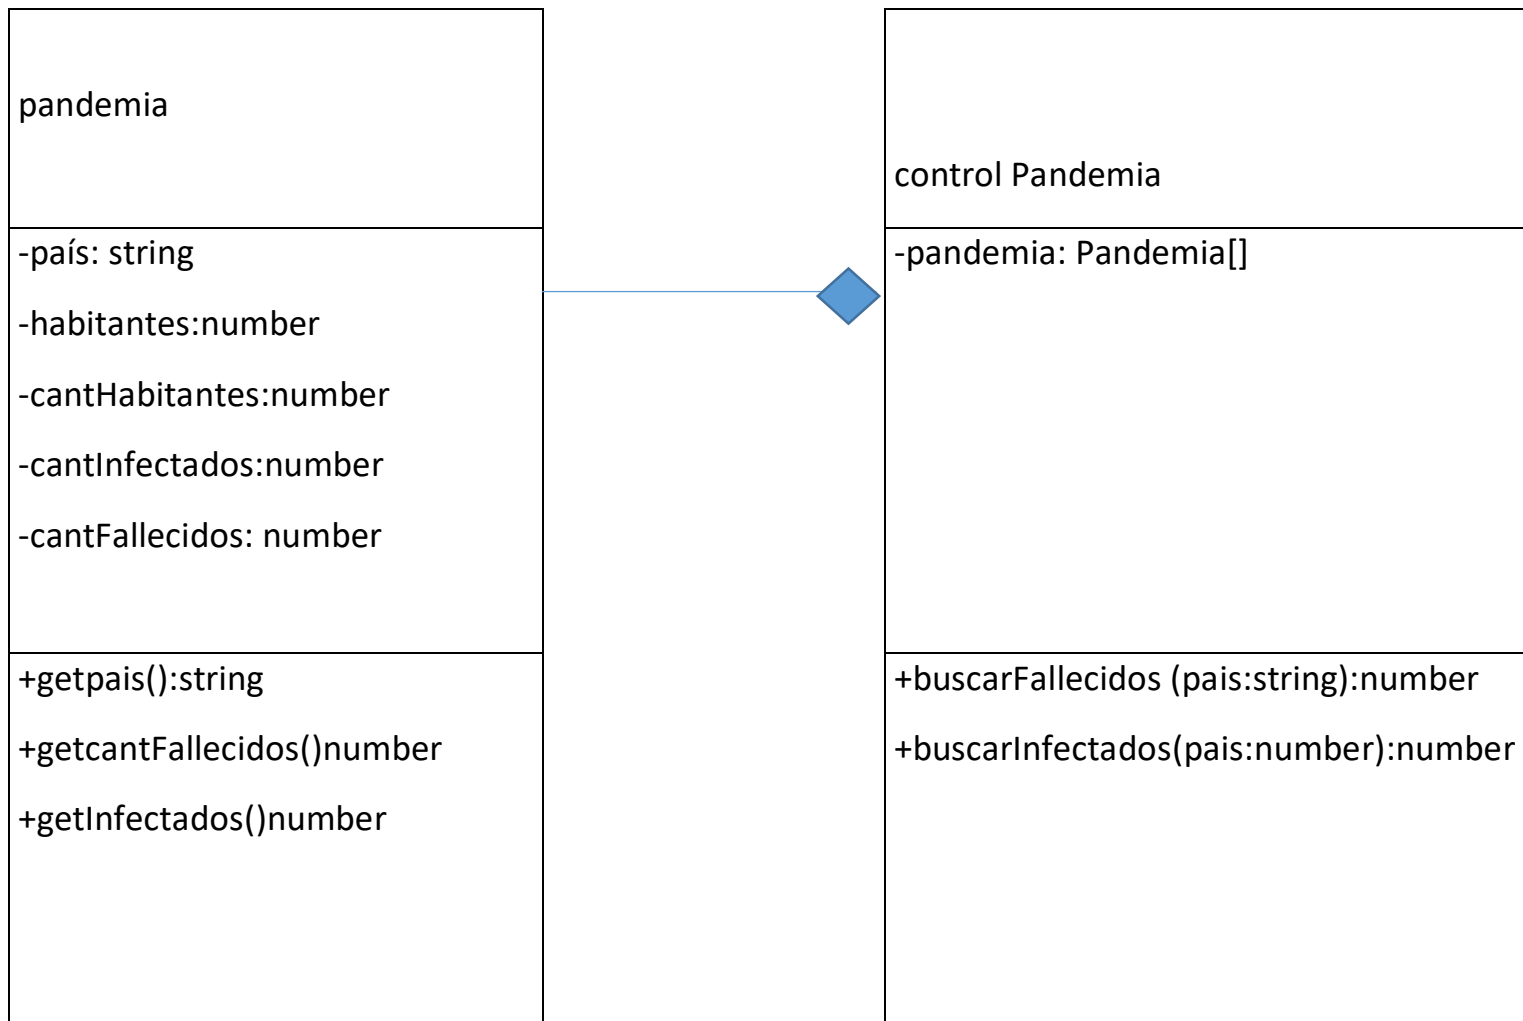 pandemia
-país: string
-habitantes:number
-cantHabitantes:number
-cantInfectados:number
-cantFallecidos: number
+getpais():string
+getcantFallecidos()number
+getInfectados()number
control Pandemia
-pandemia: Pandemia[]
+buscarFallecidos (pais:string):number
+buscarInfectados(pais:number):number